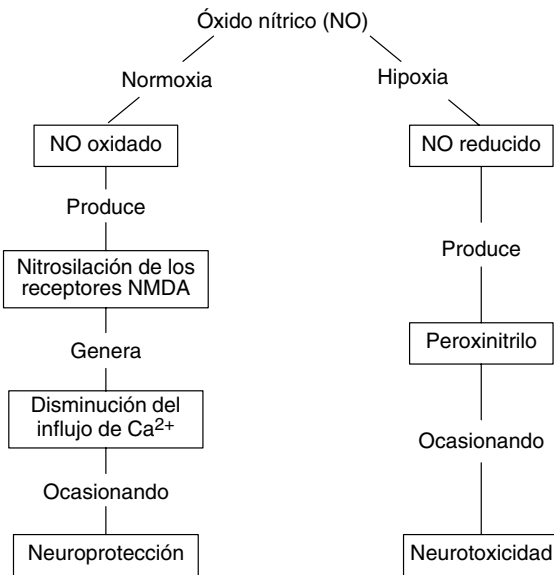 Óxido nítrico (NO)
Normoxia
Hipoxia
NO oxidado
NO reducido
Produce
Produce
Nitrosilación de los
receptores NMDA
Peroxinitrilo
Genera
Disminución del
influjo de Ca²⁺
Ocasionando
Ocasionando
Neuroprotección
Neurotoxicidad